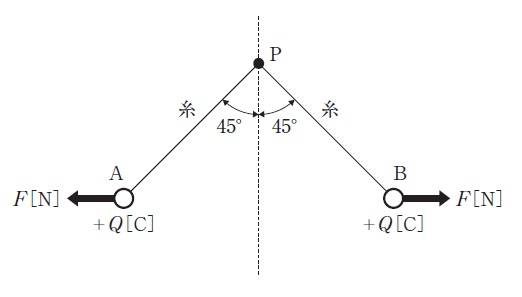 P
糸 糸
45° 45°
A B
F[N] F[N]
+Q[C] +Q[C]